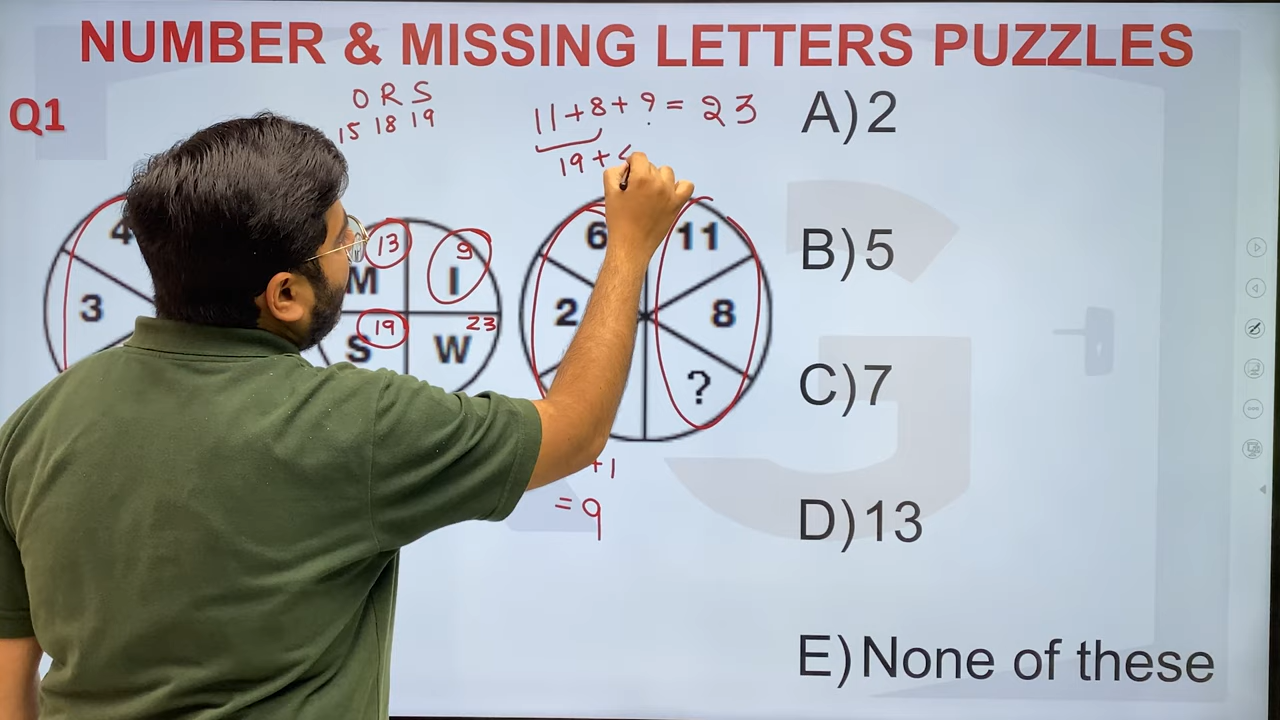 NUMBER & MISSING LETTERS PUZZLES
Q1
O R S
15 18 19
11+8+?=23
19+
A) 2
B) 5
C) 7
D) 13
E) None of these
4
3
13
M
9
I
19
S
23
W
6
2
11
8
?
+1
=9